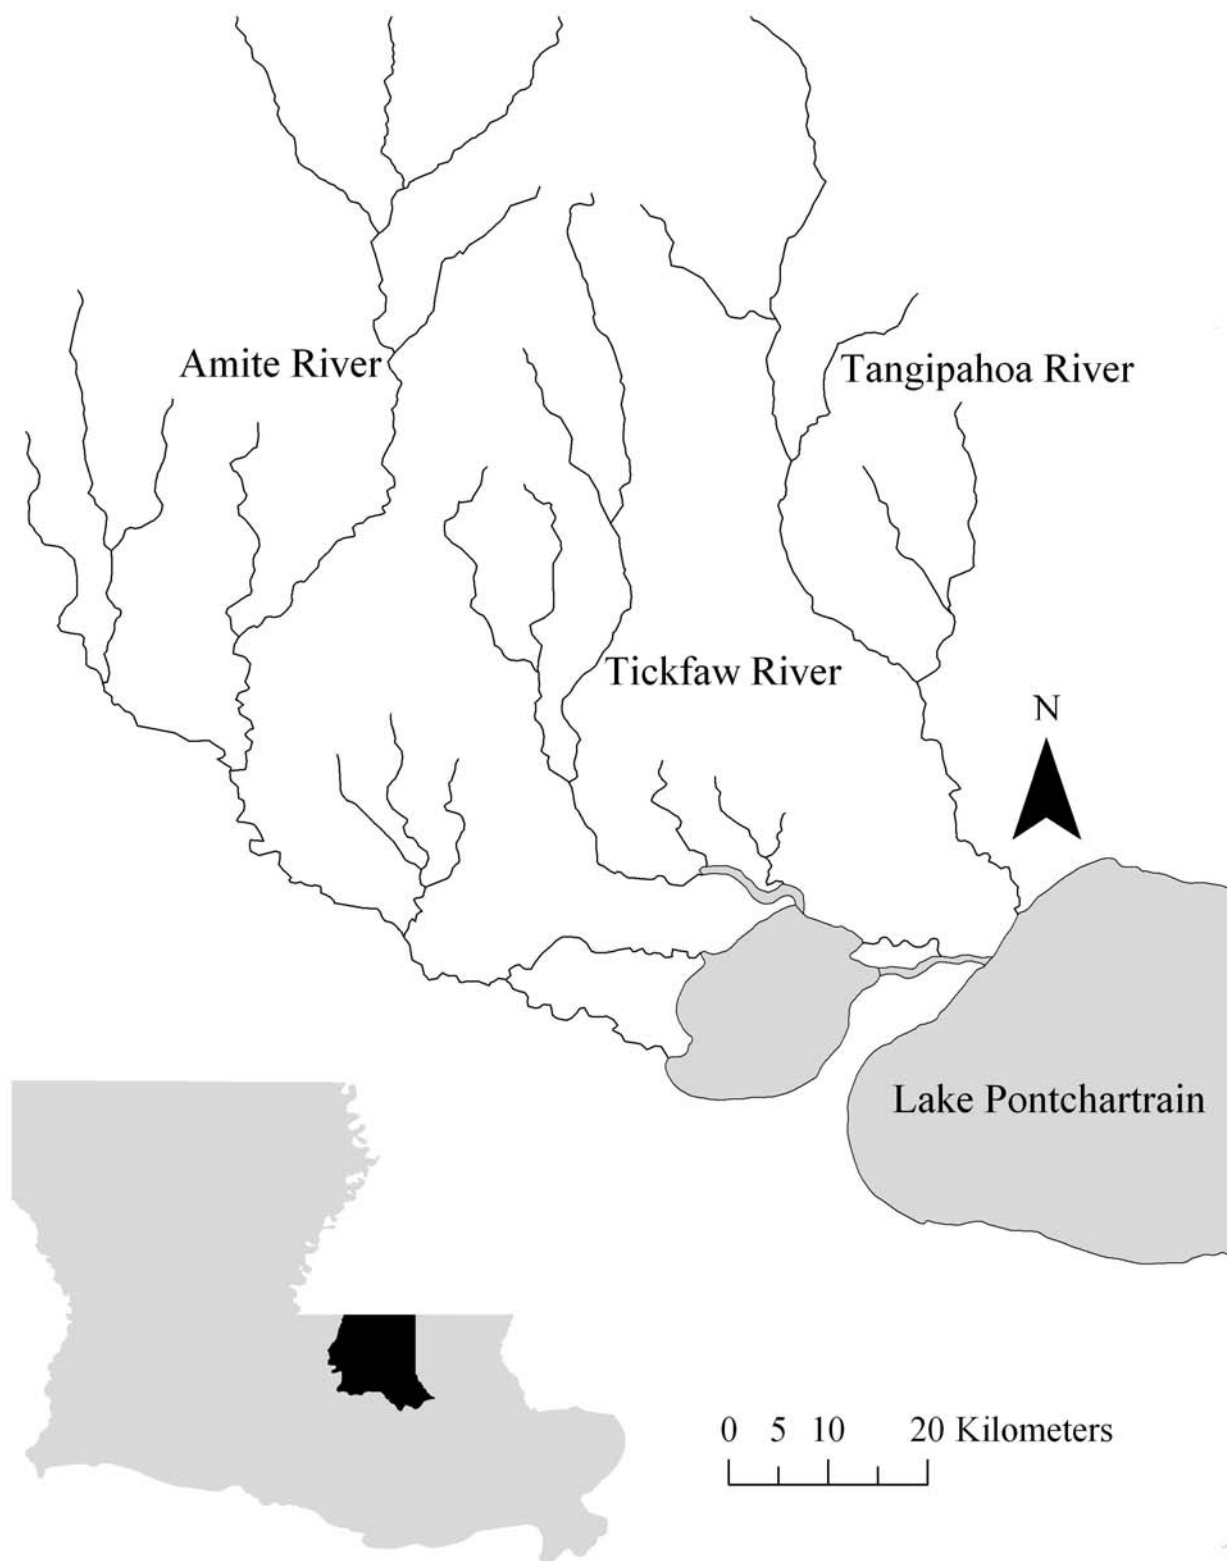 Amite River
Tangipahoa River
Tickfaw River
N
Lake Pontchartrain
0 5 10 20 Kilometers